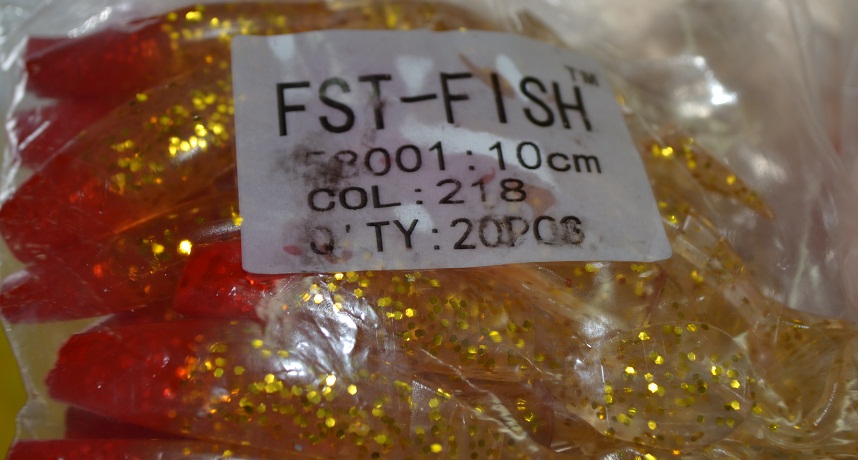 FST-FISH™
:10cm
COL:218
Q'TY:20PCS